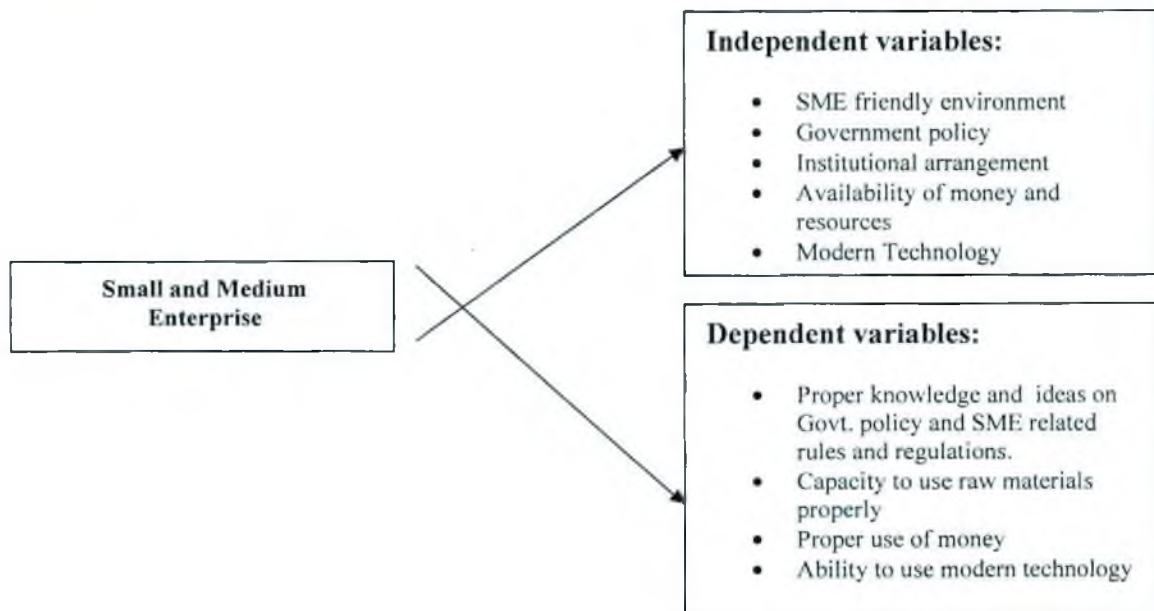 Small and Medium
Enterprise
Independent variables:
• SME friendly environment
• Government policy
• Institutional arrangement
• Availability of money and
resources
• Modern Technology
Dependent variables:
• Proper knowledge and ideas on
Govt. policy and SME related
rules and regulations.
• Capacity to use raw materials
properly
• Proper use of money
• Ability to use modern technology